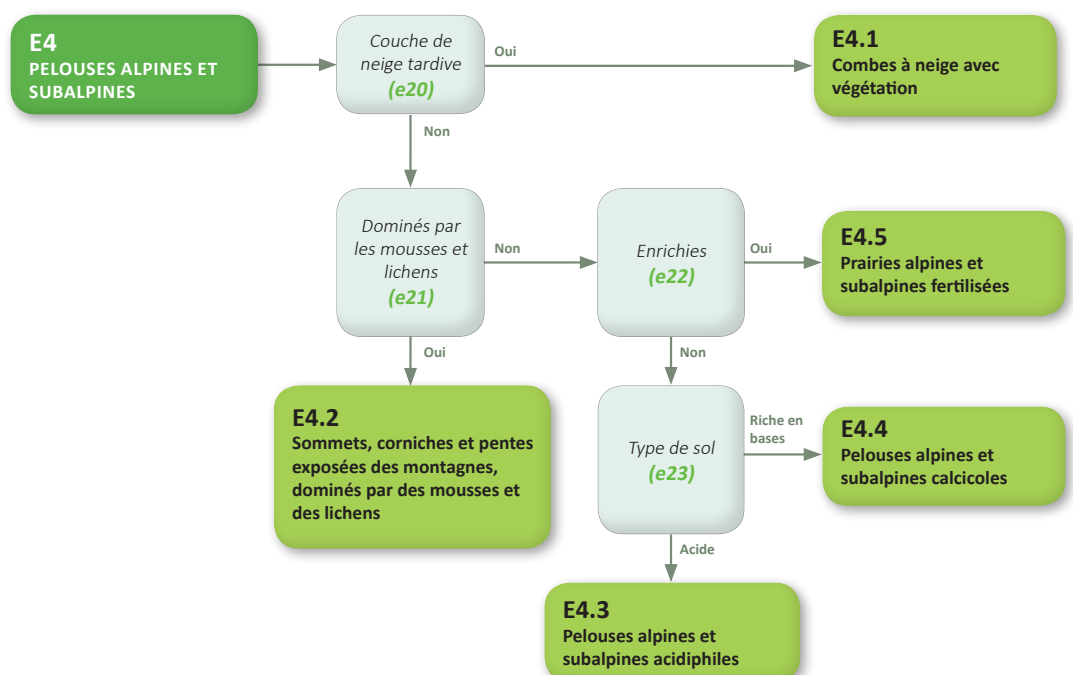 E4
PELOUSES ALPINES ET
SUBALPINES
Couche de
neige tardive
(e20)
Oui
E4.1
Combes à neige avec
végétation
Non
Dominés par
les mousses et
lichens
(e21)
Non
Enrichies
(e22)
Oui
E4.5
Prairies alpines et
subalpines fertilisées
Oui
Non
E4.2
Sommets, corniches et pentes
exposées des montagnes,
dominés par des mousses et
des lichens
Type de sol
(e23)
Riche en
bases
E4.4
Pelouses alpines et
subalpines calcicoles
Acide
E4.3
Pelouses alpines et
subalpines acidiphiles